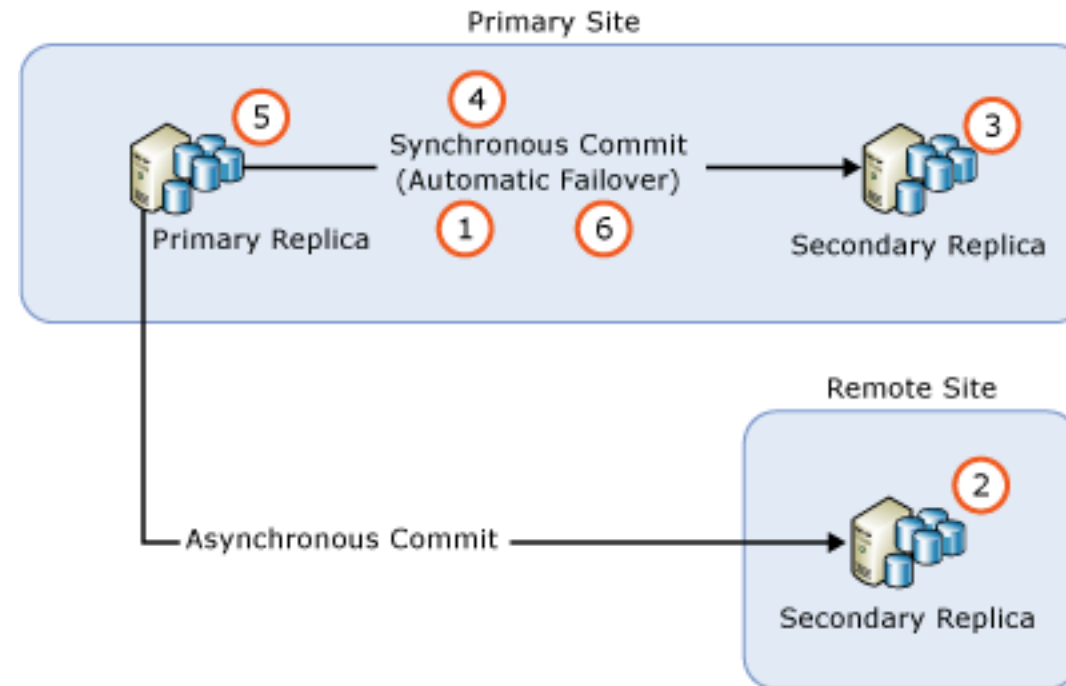 Primary Site
4
5
3
Synchronous Commit
(Automatic Failover)
1
6
Primary Replica
Secondary Replica
Remote Site
2
Asynchronous Commit
Secondary Replica